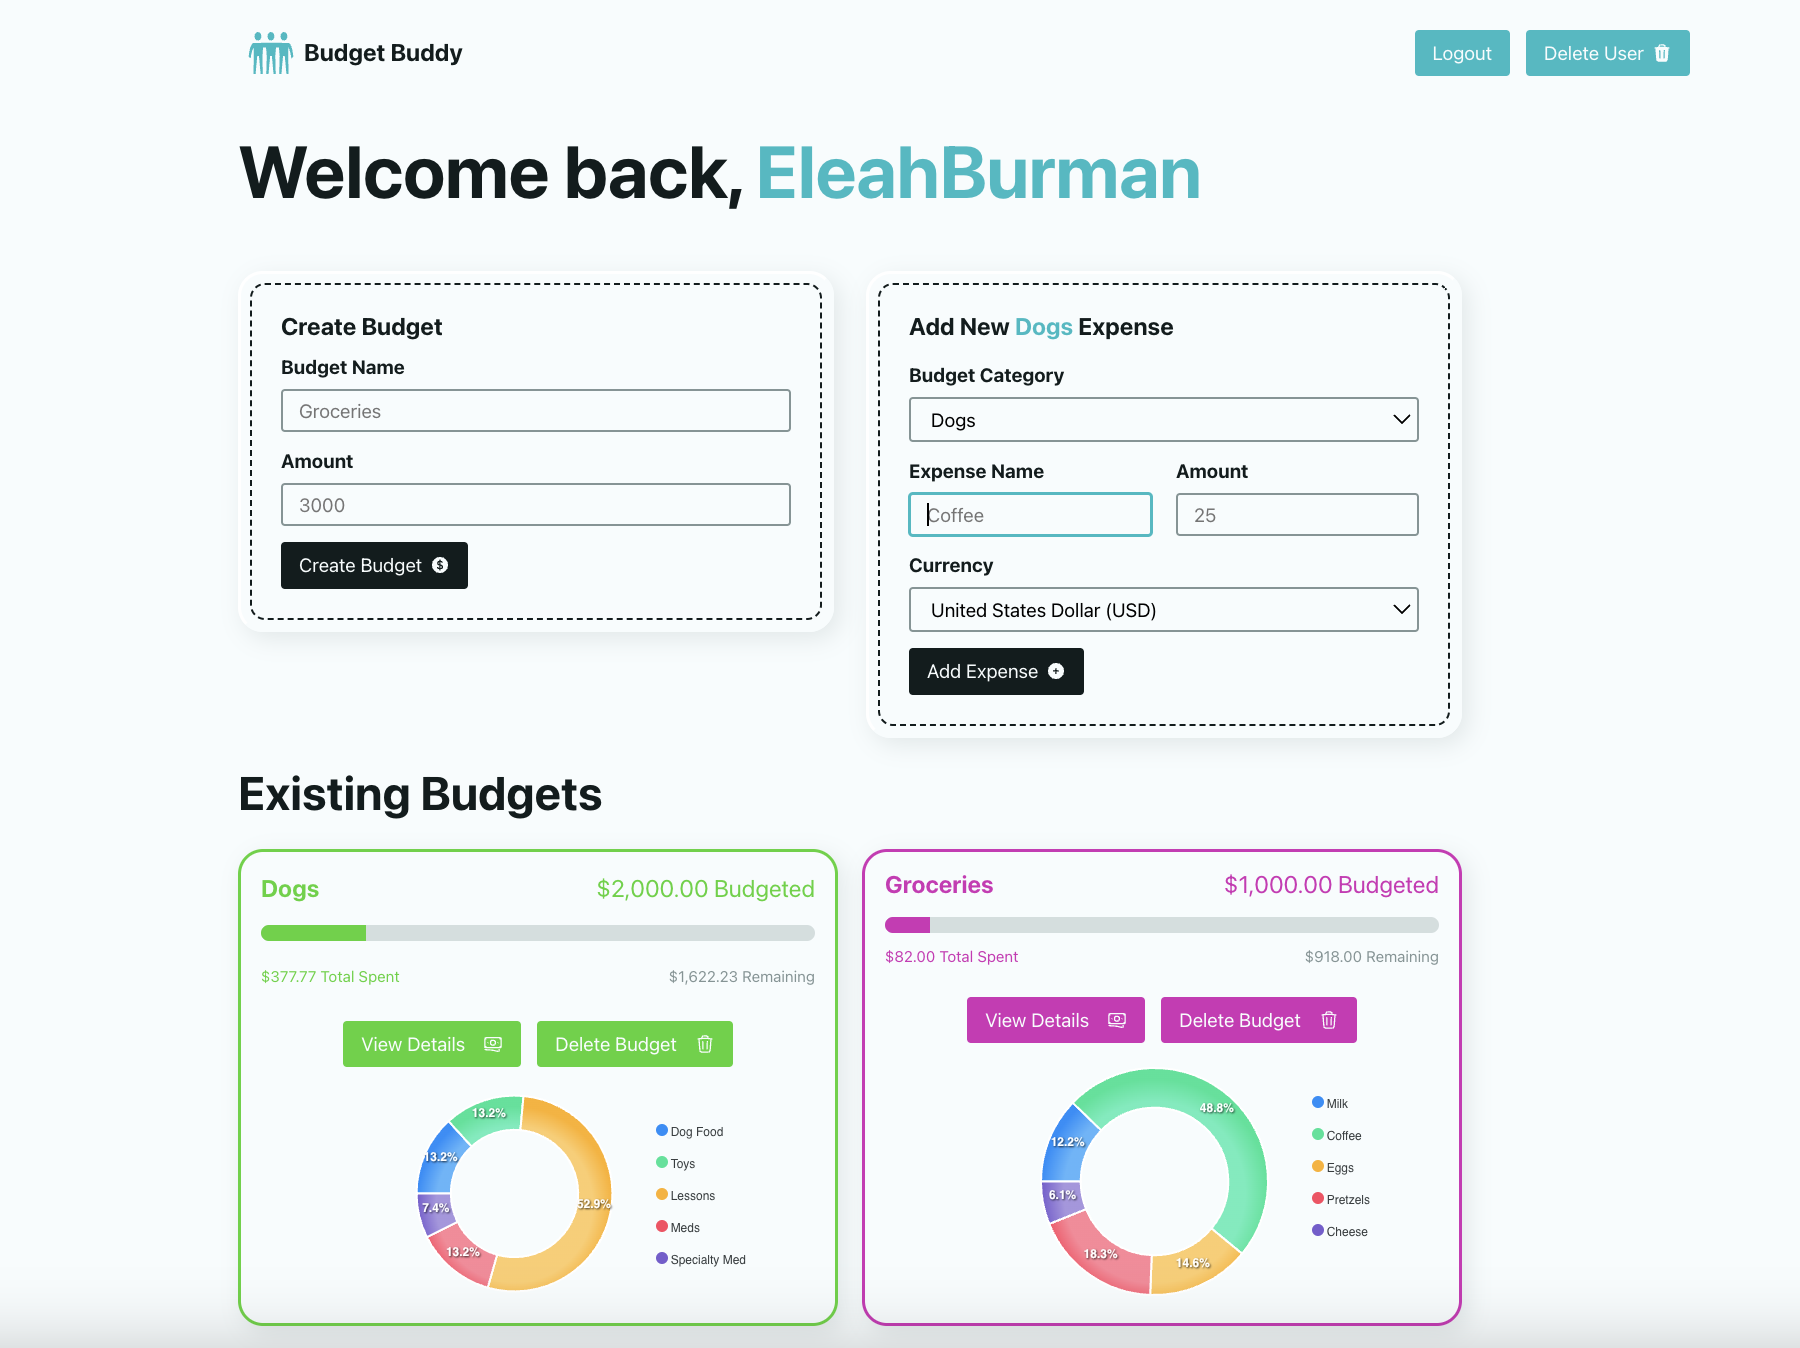 Budget Buddy
Logout
Delete User
Welcome back, EleahBurman
Create Budget
Budget Name
Groceries
Amount
3000
Create Budget
Add New Dogs Expense
Budget Category
Dogs
Expense Name
Amount
Coffee
25
Currency
United States Dollar (USD)
Add Expense
Existing Budgets
Dogs
$2,000.00 Budgeted
$377.77 Total Spent
$1,622.23 Remaining
View Details
Delete Budget
13.2%
13.2%
52.9%
7.4%
13.2%
Dog Food
Toys
Lessons
Meds
Specialty Med
Groceries
$1,000.00 Budgeted
$82.00 Total Spent
$918.00 Remaining
View Details
Delete Budget
48.8%
12.2%
6.1%
18.3%
14.6%
Milk
Coffee
Eggs
Pretzels
Cheese